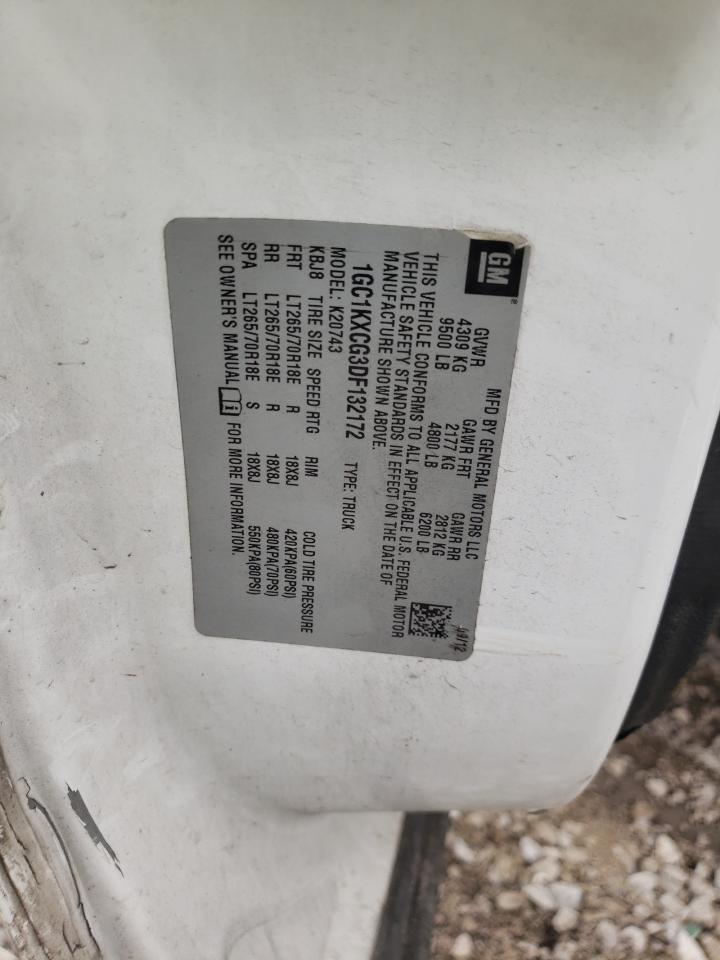 GM®
MFD BY GENERAL MOTORS LLC 09/12
GVWR GAWR FRT GAWR RR
4309 KG 2177 KG 2812 KG
9500 LB 4800 LB 6200 LB
THIS VEHICLE CONFORMS TO ALL APPLICABLE U.S. FEDERAL MOTOR
VEHICLE SAFETY STANDARDS IN EFFECT ON THE DATE OF
MANUFACTURE SHOWN ABOVE.
1GC1KXCG3DF132172 TYPE: TRUCK
MODEL: K20743
KBJ8 TIRE SIZE SPEED RTG RIM COLD TIRE PRESSURE
FRT LT265/70R18E R 18X8J 420KPA(60PSI)
RR LT265/70R18E R 18X8J 480KPA(70PSI)
SPA LT265/70R18E S 18X8J 550KPA(80PSI)
SEE OWNER'S MANUAL FOR MORE INFORMATION.